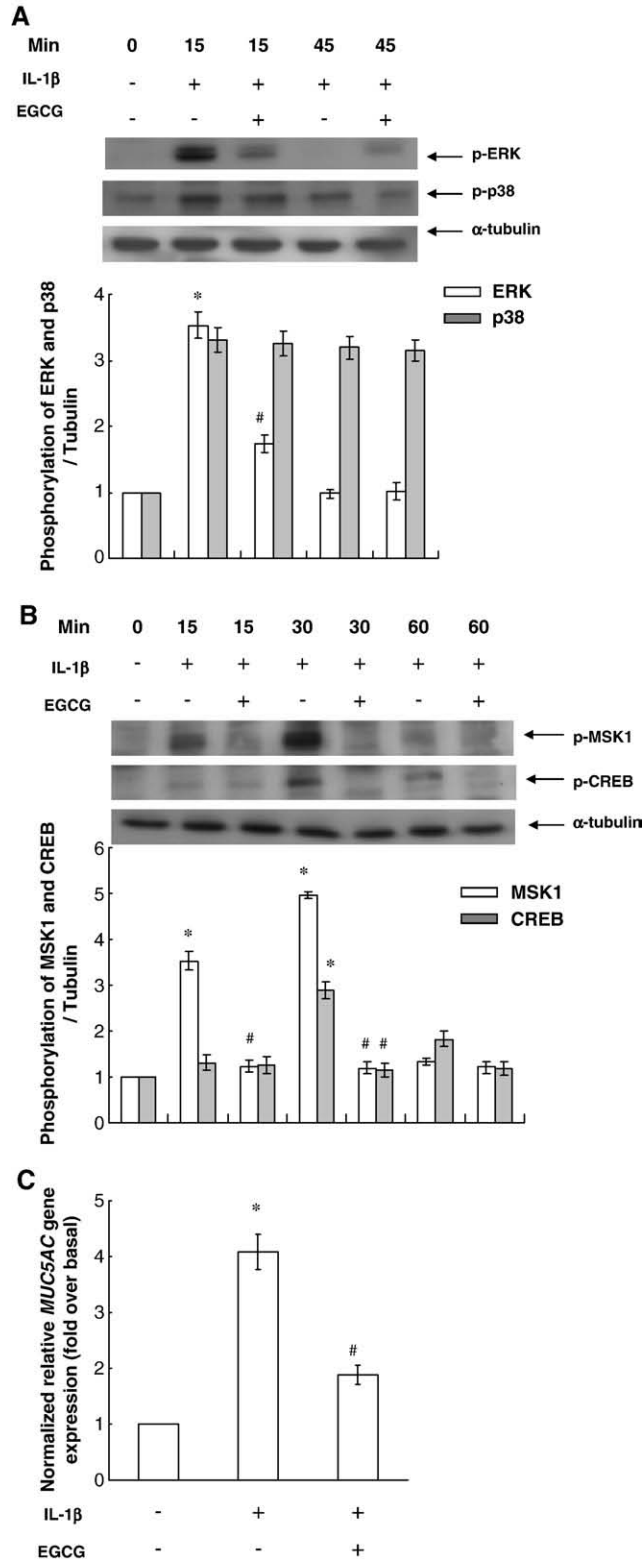 A
Min 0 15 15 45 45
IL-1β - + + + +
EGCG - - + - +
p-ERK
p-p38
α-tubulin
ERK
p38
Phosphorylation of ERK and p38
/ Tubulin
4
3
2
1
0
*
#
B
Min 0 15 15 30 30 60 60
IL-1β - + + + + + +
EGCG - - + - + - +
p-MSK1
p-CREB
α-tubulin
MSK1
CREB
Phosphorylation of MSK1 and CREB
/ Tubulin
6
5
4
3
2
1
0
*
#
*
*
# #
C
Normalized relative MUC5AC gene
expression (fold over basal)
5
4
3
2
1
0
*
#
IL-1β - + +
EGCG - - +